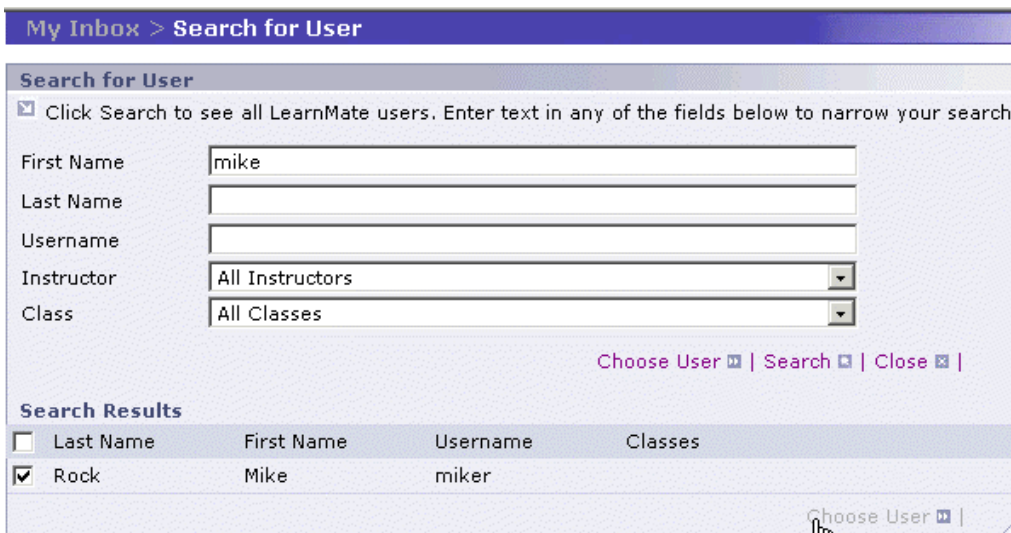 My Inbox > Search for User
Search for User
Click Search to see all LearnMate users. Enter text in any of the fields below to narrow your search
First Name mike
Last Name
Username
Instructor All Instructors
Class All Classes
Choose User | Search | Close |
Search Results
Last Name First Name Username Classes
Rock Mike miker
Choose User |